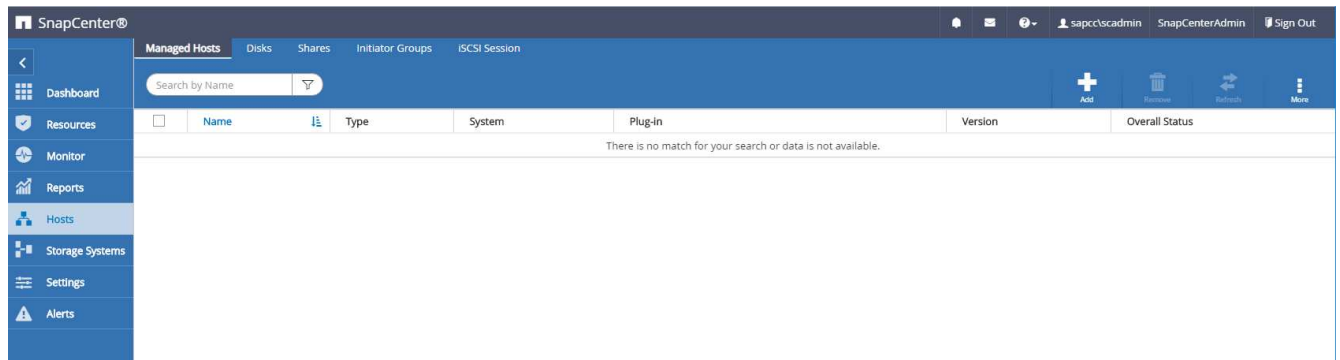 SnapCenter® sapcc\scadmin SnapCenterAdmin Sign Out
Managed Hosts Disks Shares Initiator Groups iSCSI Session
Search by Name
Add Remove Refresh More
Dashboard
Resources
Monitor
Reports
Hosts
Storage Systems
Settings
Alerts
Name Type System Plug-in Version Overall Status
There is no match for your search or data is not available.